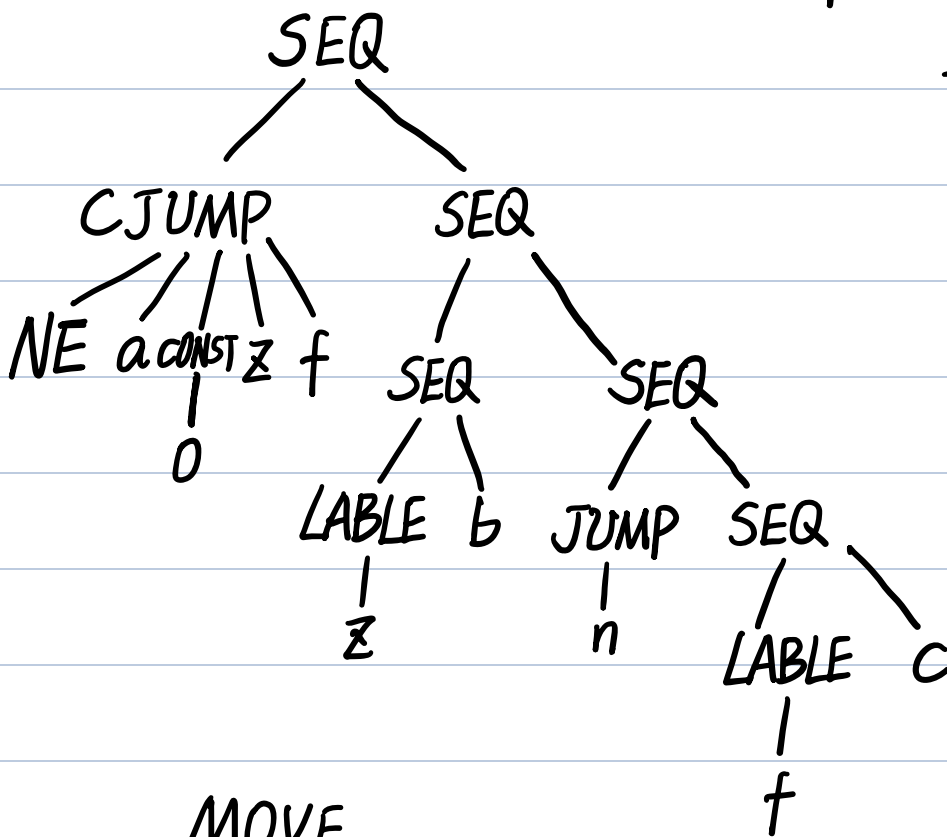 SEQ
CJUMP SEQ
NE a CONST z f SEQ SEQ
0
LABLE b JUMP SEQ
z n LABLE C
f
MOVE